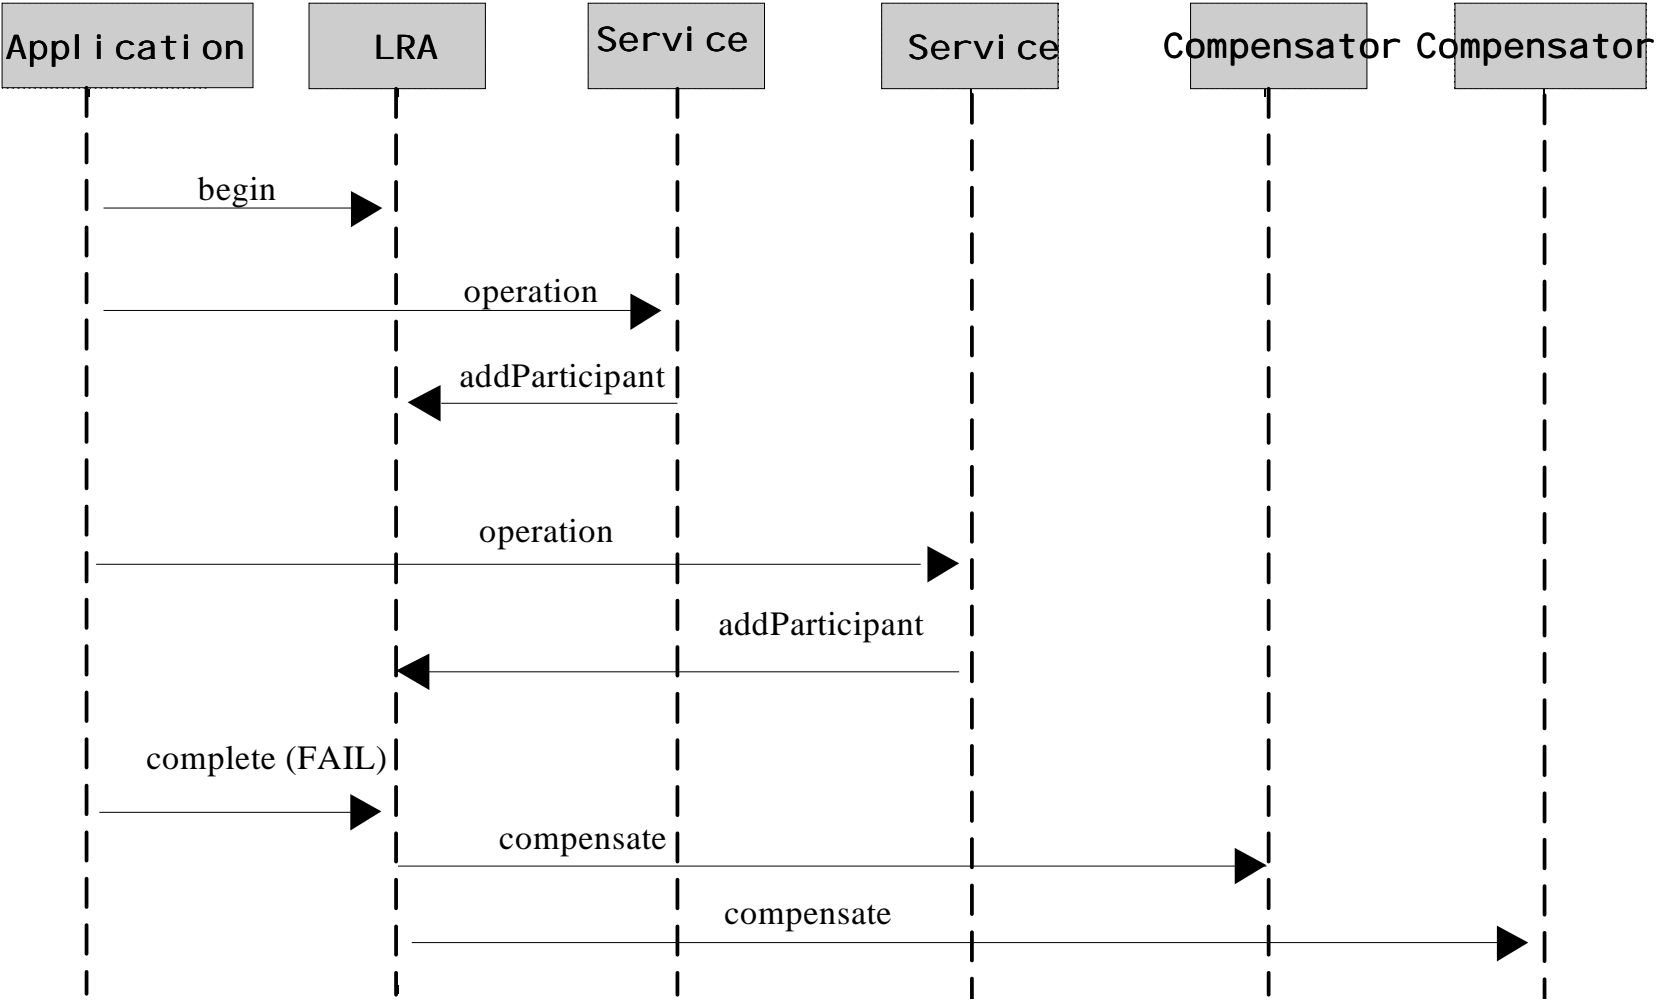 Application LRA Service Service Compensator Compensator
begin
operation
addParticipant
operation
addParticipant
complete (FAIL)
compensate
compensate